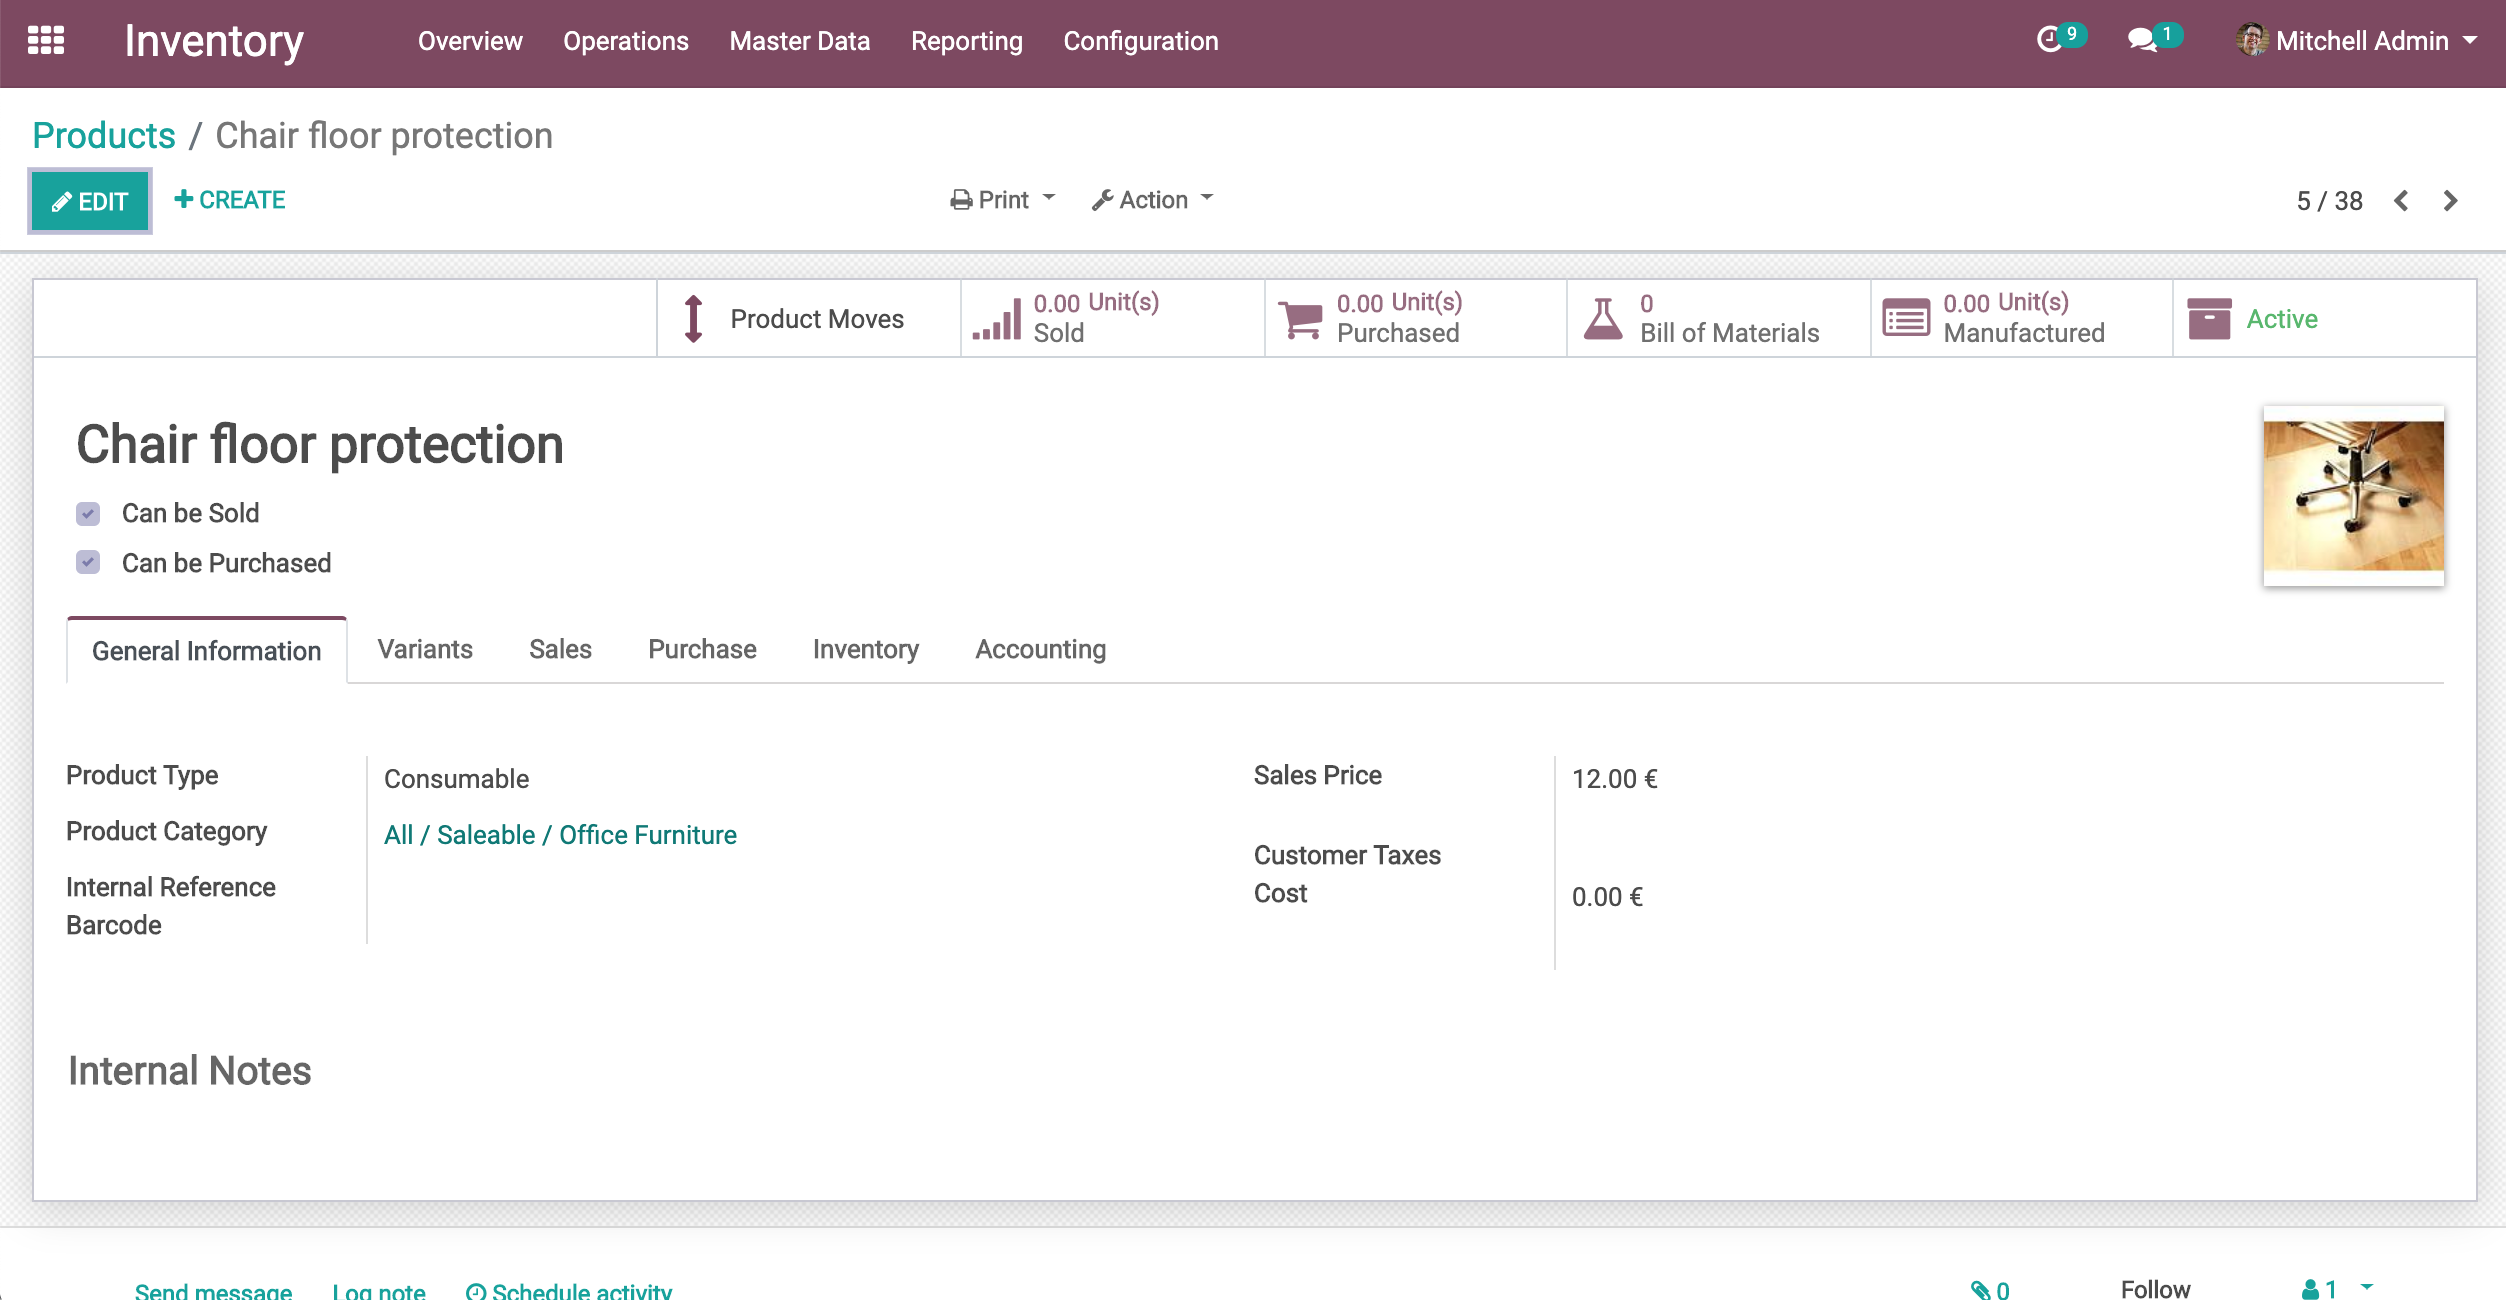 Inventory Overview Operations Master Data Reporting Configuration 9 1 Mitchell Admin
Products / Chair floor protection
EDIT CREATE Print Action 5 / 38
Product Moves
0.00 Unit(s)
Sold
0.00 Unit(s)
Purchased
0
Bill of Materials
0.00 Unit(s)
Manufactured
Active
Chair floor protection
Can be Sold
Can be Purchased
General Information Variants Sales Purchase Inventory Accounting
Product Type Consumable
Product Category All / Saleable / Office Furniture
Internal Reference
Barcode
Sales Price 12.00 €
Customer Taxes
Cost 0.00 €
Internal Notes
Send message Log note Schedule activity 0 Follow 1